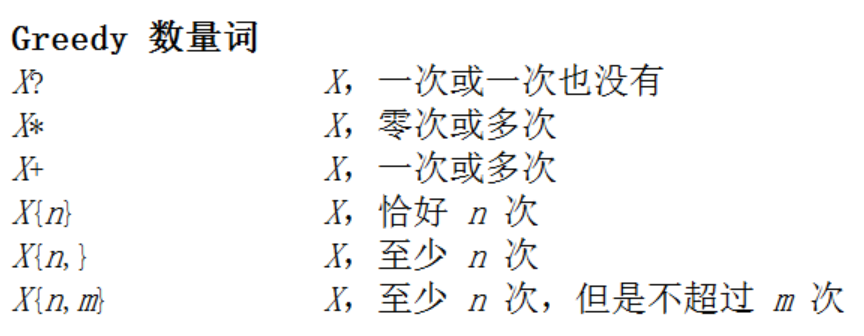 Greedy 数量词
X? X, 一次或一次也没有
X* X, 零次或多次
X+ X, 一次或多次
X{n} X, 恰好 n 次
X{n,} X, 至少 n 次
X{n,m} X, 至少 n 次, 但是不超过 m 次